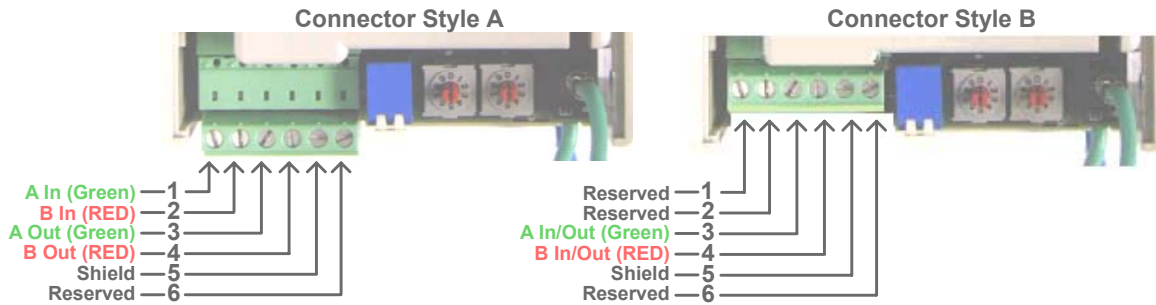 Connector Style A
A In (Green) 1
B In (RED) 2
A Out (Green) 3
B Out (RED) 4
Shield 5
Reserved 6
Connector Style B
Reserved 1
Reserved 2
A In/Out (Green) 3
B In/Out (RED) 4
Shield 5
Reserved 6